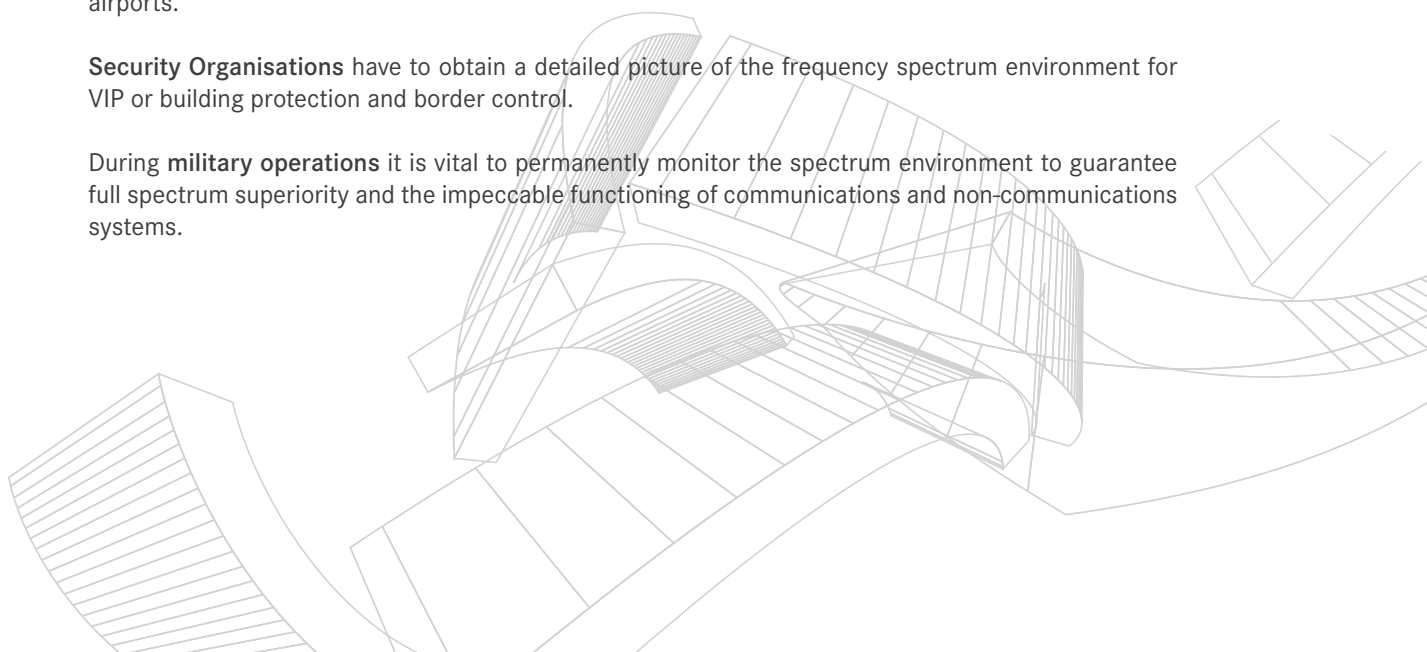 airports.
Security Organisations have to obtain a detailed picture of the frequency spectrum environment for
VIP or building protection and border control.
During military operations it is vital to permanently monitor the spectrum environment to guarantee
full spectrum superiority and the impeccable functioning of communications and non-communications
systems.